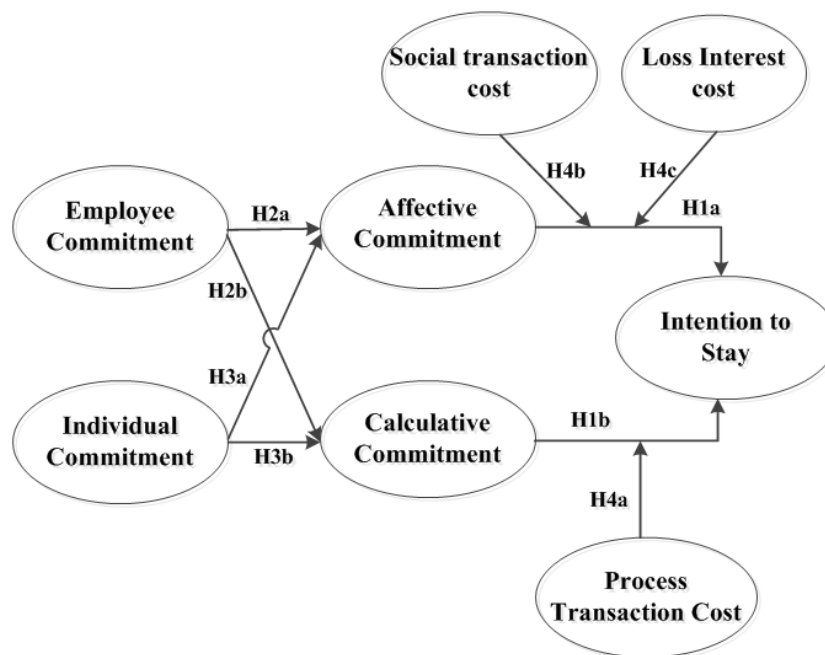 Social transaction
cost
Loss Interest
cost
H4b
H4c
Employee
Commitment
H2a
Affective
Commitment
H1a
H2b
Intention to
Stay
H3a
Individual
Commitment
H3b
Calculative
Commitment
H1b
H4a
Process
Transaction Cost